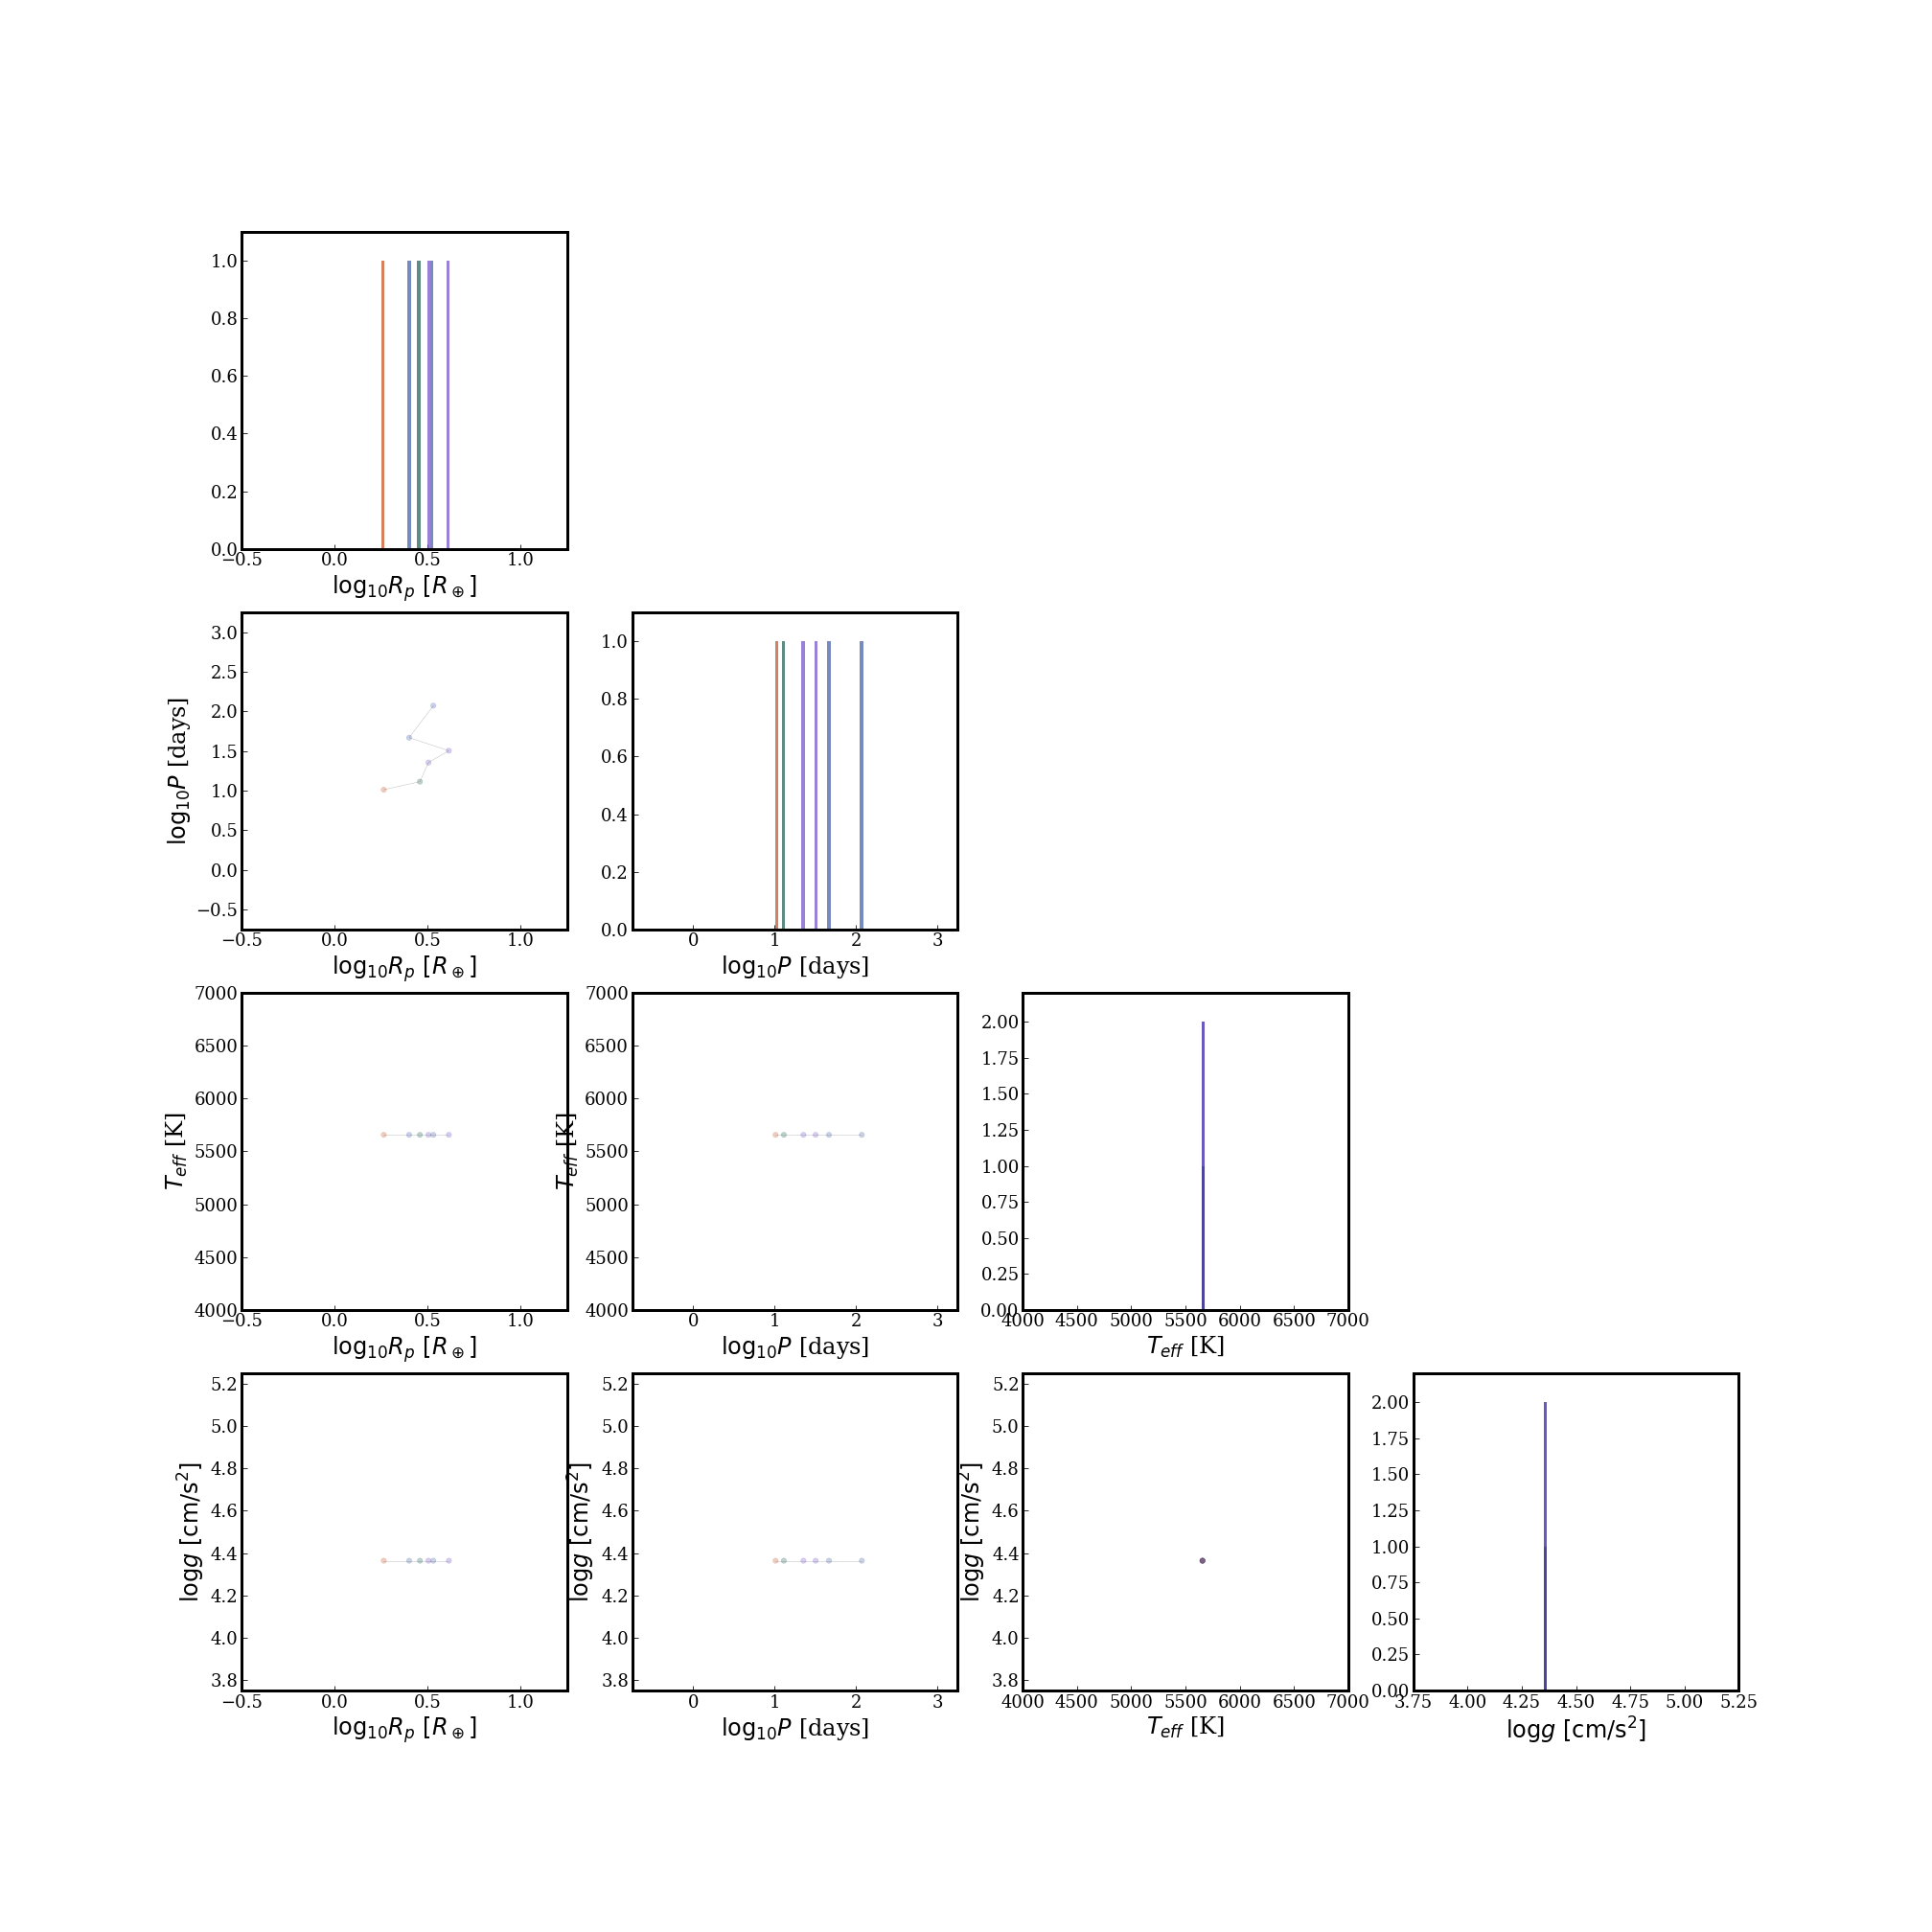 1.0
0.8
0.6
0.4
0.2
0.0
−0.5 0.0 0.5 1.0
log₁₀Rₚ [R⊕]
3.0
2.5
2.0
1.5
1.0
0.5
0.0
−0.5
log₁₀P [days]
−0.5 0.0 0.5 1.0
log₁₀Rₚ [R⊕]
1.0
0.8
0.6
0.4
0.2
0.0
0 1 2 3
log₁₀P [days]
7000
6500
6000
5500
5000
4500
4000
T_eff [K]
−0.5 0.0 0.5 1.0
log₁₀Rₚ [R⊕]
7000
6500
6000
5500
5000
4500
4000
T_eff [K]
0 1 2 3
log₁₀P [days]
2.00
1.75
1.50
1.25
1.00
0.75
0.50
0.25
0.00
4000 4500 5000 5500 6000 6500 7000
T_eff [K]
5.2
5.0
4.8
4.6
4.4
4.2
4.0
3.8
logg [cm/s²]
−0.5 0.0 0.5 1.0
log₁₀Rₚ [R⊕]
5.2
5.0
4.8
4.6
4.4
4.2
4.0
3.8
logg [cm/s²]
0 1 2 3
log₁₀P [days]
5.2
5.0
4.8
4.6
4.4
4.2
4.0
3.8
logg [cm/s²]
4000 4500 5000 5500 6000 6500 7000
T_eff [K]
2.00
1.75
1.50
1.25
1.00
0.75
0.50
0.25
0.00
3.75 4.00 4.25 4.50 4.75 5.00 5.25
logg [cm/s²]